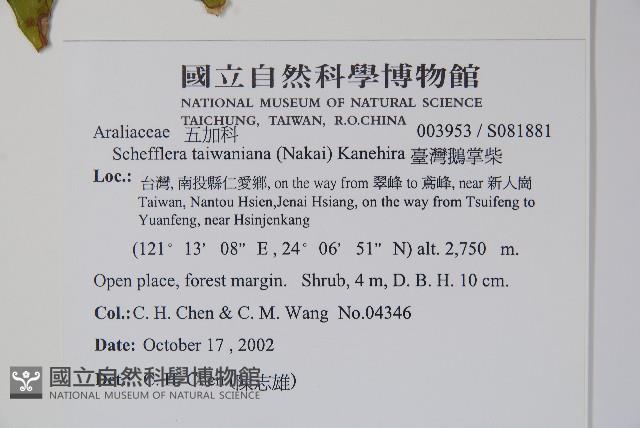 國立自然科學博物館
NATIONAL MUSEUM OF NATURAL SCIENCE
TAICHUNG, TAIWAN, R.O.CHINA
Araliaceae 五加科 003953 / S081881
Schefflera taiwaniana (Nakai) Kanehira 臺灣鵝掌柴
Loc.: 台灣, 南投縣仁愛鄉, on the way from 翠峰 to 鳶峰, near 新人崗
Taiwan, Nantou Hsien,Jenai Hsiang, on the way from Tsuifeng to
Yuanfeng, near Hsinjenkang
(121° 13' 08" E , 24° 06' 51" N) alt. 2,750 m.
Open place, forest margin. Shrub, 4 m, D. B. H. 10 cm.
Col.: C. H. Chen & C. M. Wang No.04346
Date: October 17 , 2002
Det.: C. H. Chen (陳志雄)
國立自然科學博物館
NATIONAL MUSEUM OF NATURAL SCIENCE